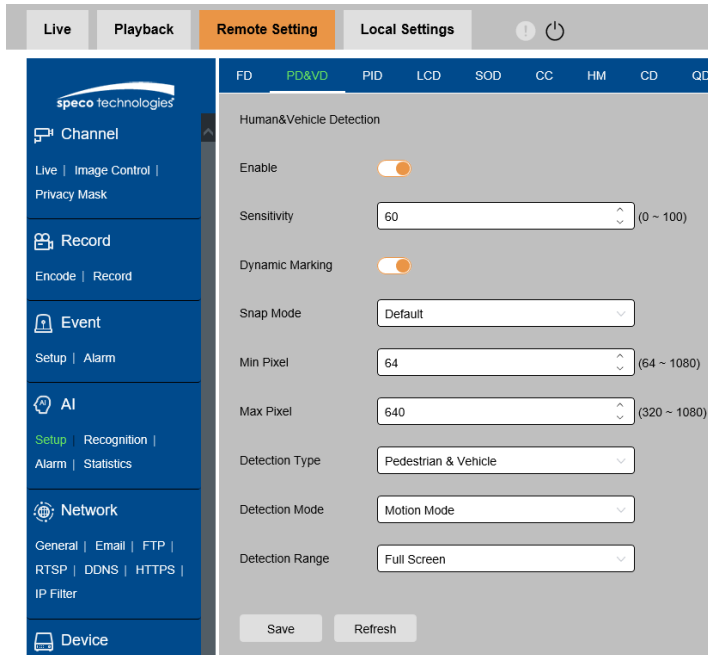 Live Playback Remote Setting Local Settings
speco technologies
Channel
Live | Image Control |
Privacy Mask
Record
Encode | Record
Event
Setup | Alarm
AI
AI
Setup | Recognition |
Alarm | Statistics
Network
General | Email | FTP |
RTSP | DDNS | HTTPS |
IP Filter
Device
FD PD&VD PID LCD SOD CC HM CD QD
Human&Vehicle Detection
Enable
Sensitivity 60 (0 ~ 100)
Dynamic Marking
Snap Mode Default
Min Pixel 64 (64 ~ 1080)
Max Pixel 640 (320 ~ 1080)
Detection Type Pedestrian & Vehicle
Detection Mode Motion Mode
Detection Range Full Screen
Save Refresh